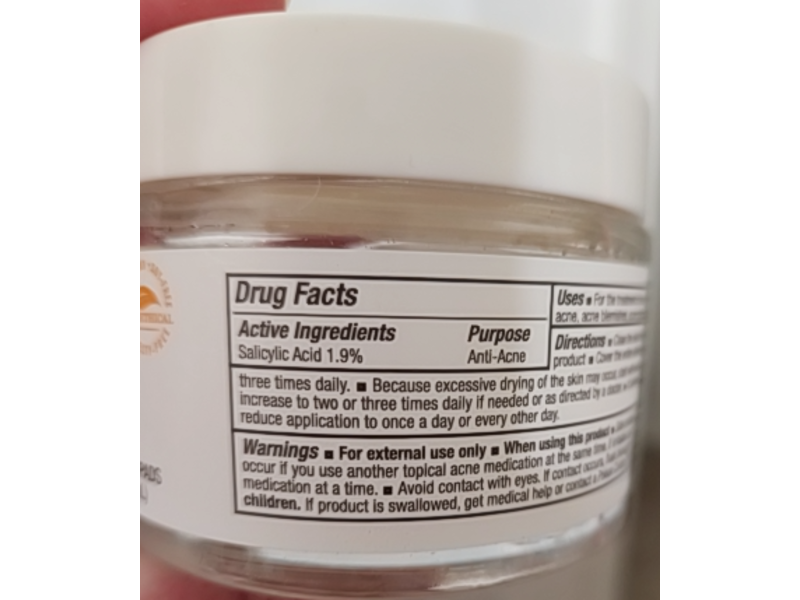 Drug Facts
Active Ingredients Purpose
Salicylic Acid 1.9% Anti-Acne
Uses ■ For the
acne, acne
Directions ■
product ■ Cover the
three times daily. ■ Because excessive drying of the skin may occur,
increase to two or three times daily if needed or as directed by a
reduce application to once a day or every other day.
Warnings ■ For external use only ■ When using this product ■
occur if you use another topical acne medication at the same time.
medication at a time. ■ Avoid contact with eyes. If contact occurs,
children. If product is swallowed, get medical help or contact a
PADS